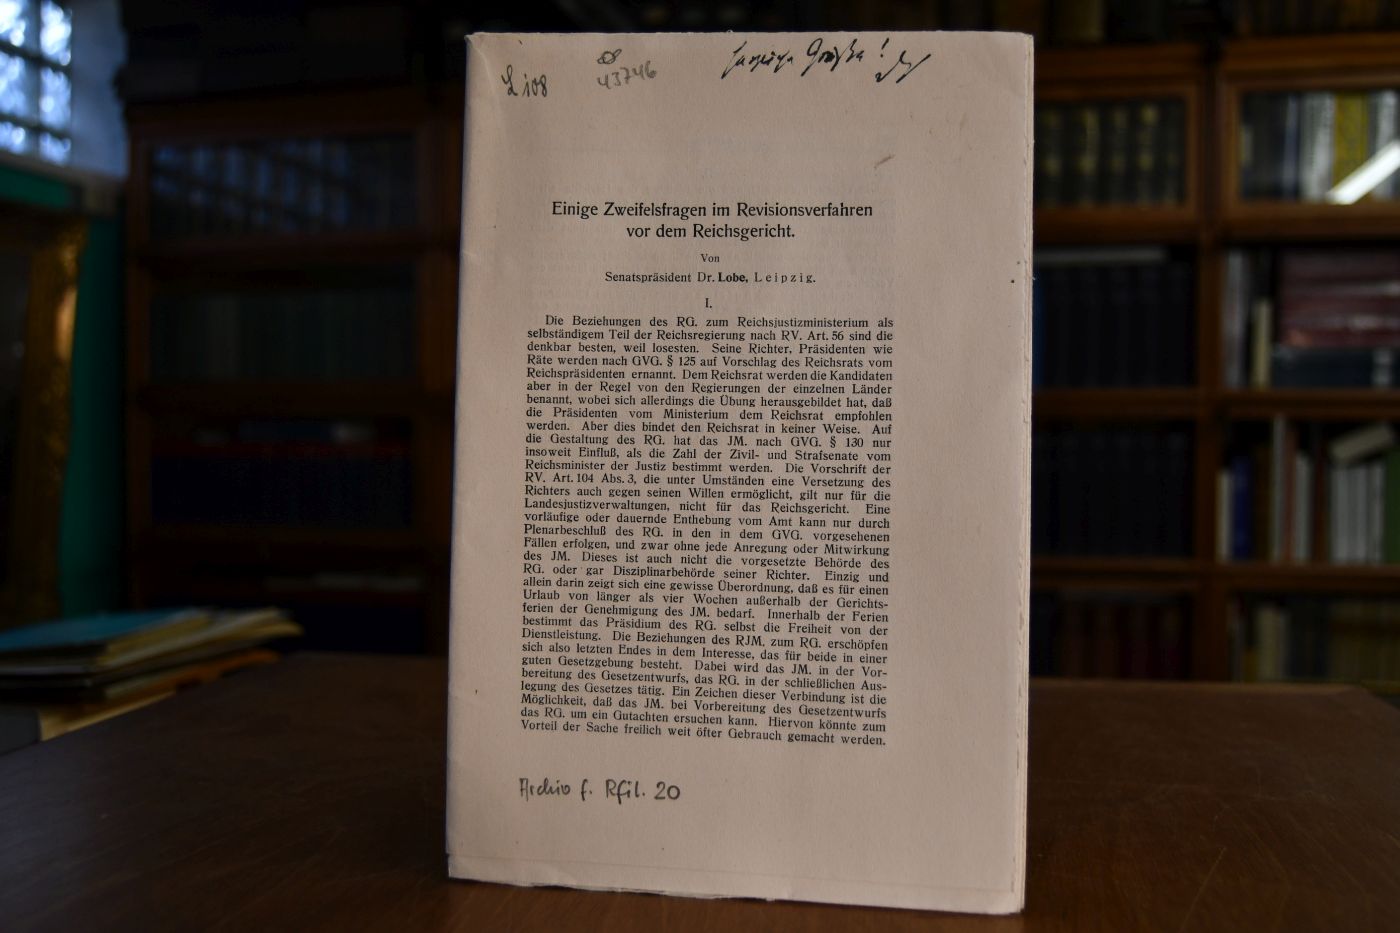 L i 08
43746
Einige Zweifelsfragen im Revisionsverfahren
vor dem Reichsgericht.
Von
Senatspräsident Dr. Lobe, Leipzig.
I.
Die Beziehungen des RG. zum Reichsjustizministerium als
selbständigem Teil der Reichsregierung nach RV. Art. 56 sind die
denkbar besten, weil losesten. Seine Richter, Präsidenten wie
Räte werden nach GVG. § 125 auf Vorschlag des Reichsrats vom
Reichspräsidenten ernannt. Dem Reichsrat werden die Kandidaten
aber in der Regel von den Regierungen der einzelnen Länder
benannt, wobei sich allerdings die Übung herausgebildet hat, daß
die Präsidenten vom Ministerium dem Reichsrat empfohlen
werden. Aber dies bindet den Reichsrat in keiner Weise. Auf
die Gestaltung des RG. hat das JM. nach GVG. § 130 nur
insoweit Einfluß, als die Zahl der Zivil- und Strafsenate vom
Reichsminister der Justiz bestimmt werden. Die Vorschrift der
RV. Art. 104 Abs. 3, die unter Umständen eine Versetzung des
Richters auch gegen seinen Willen ermöglicht, gilt nur für die
Landesjustizverwaltungen, nicht für das Reichsgericht. Eine
vorläufige oder dauernde Enthebung vom Amt kann nur durch
Plenarbeschluß des RG. in den in dem GVG. vorgesehenen
Fällen erfolgen, und zwar ohne jede Anregung oder Mitwirkung
des JM. Dieses ist auch nicht die vorgesetzte Behörde des
RG. oder gar Disziplinarbehörde seiner Richter. Einzig und
allein darin zeigt sich eine gewisse Überordnung, daß es für einen
Urlaub von länger als vier Wochen außerhalb der Gerichts-
ferien der Genehmigung des JM. bedarf. Innerhalb der Ferien
bestimmt das Präsidium des RG. selbst die Freiheit von der
Dienstleistung. Die Beziehungen des RJM. zum RG. erschöpfen
sich also letzten Endes in dem Interesse, das für beide in einer
guten Gesetzgebung besteht. Dabei wird das JM. in der Vor-
bereitung des Gesetzentwurfs, das RG. in der schließlichen Aus-
legung des Gesetzes tätig. Ein Zeichen dieser Verbindung ist die
Möglichkeit, daß das JM. bei Vorbereitung des Gesetzentwurfs
das RG. um ein Gutachten ersuchen kann. Hiervon könnte zum
Vorteil der Sache freilich weit öfter Gebrauch gemacht werden.
Archiv f. Rfil. 20